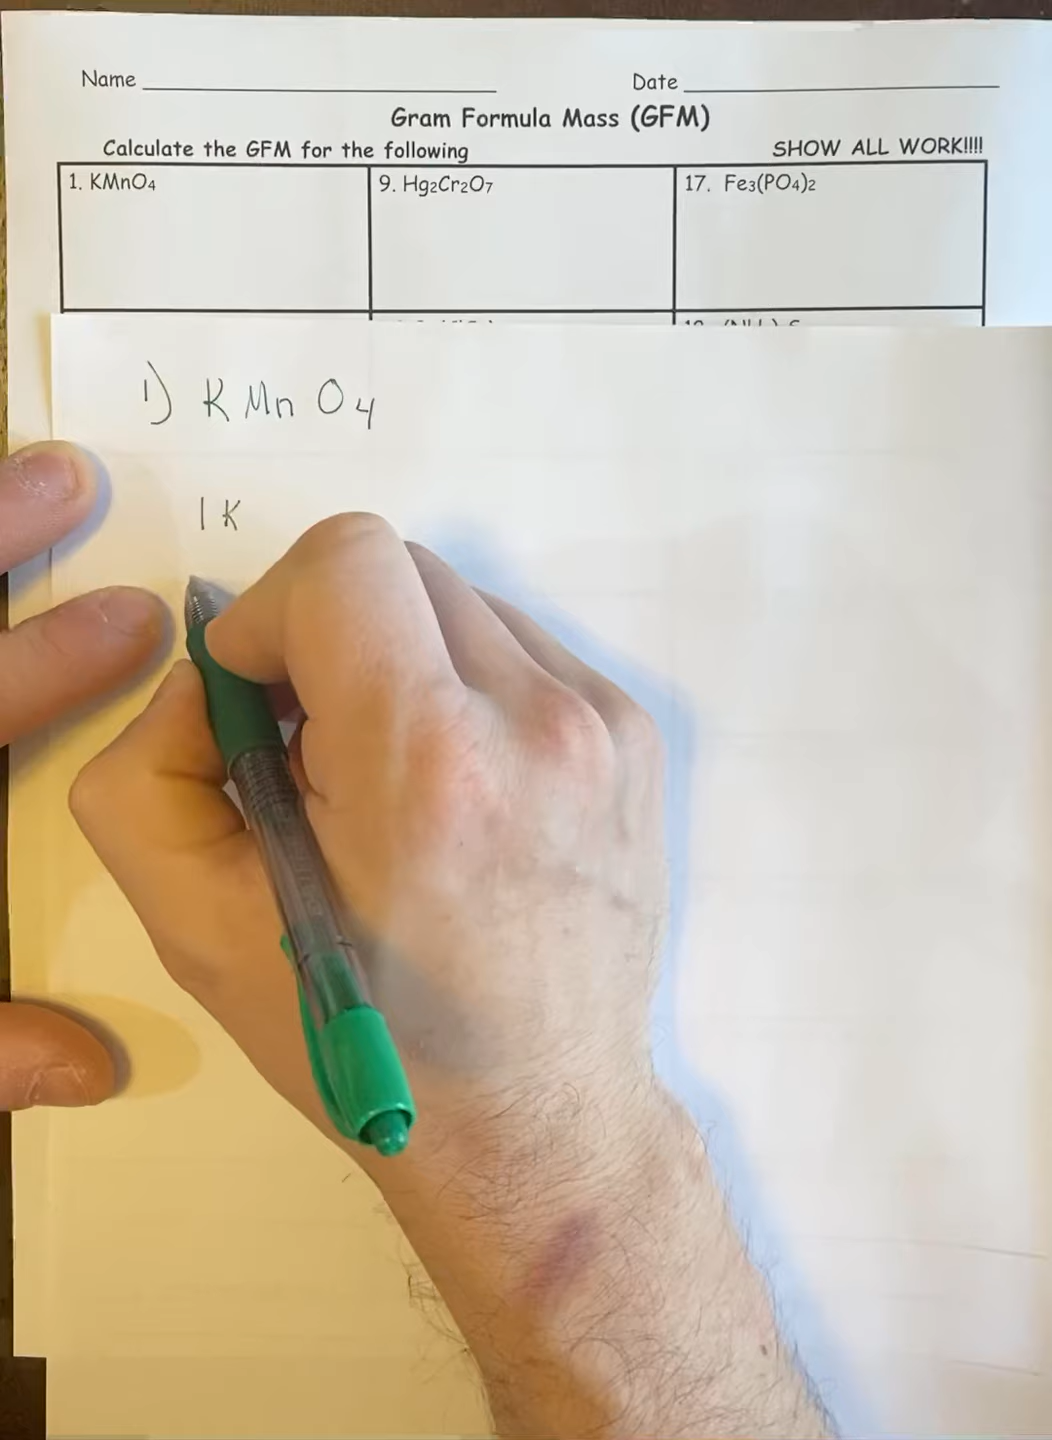 Name Date
Gram Formula Mass (GFM)
Calculate the GFM for the following SHOW ALL WORK!!!!
1. KMnO4 9. Hg2Cr2O7 17. Fe3(PO4)2
1) K Mn O4
1 K